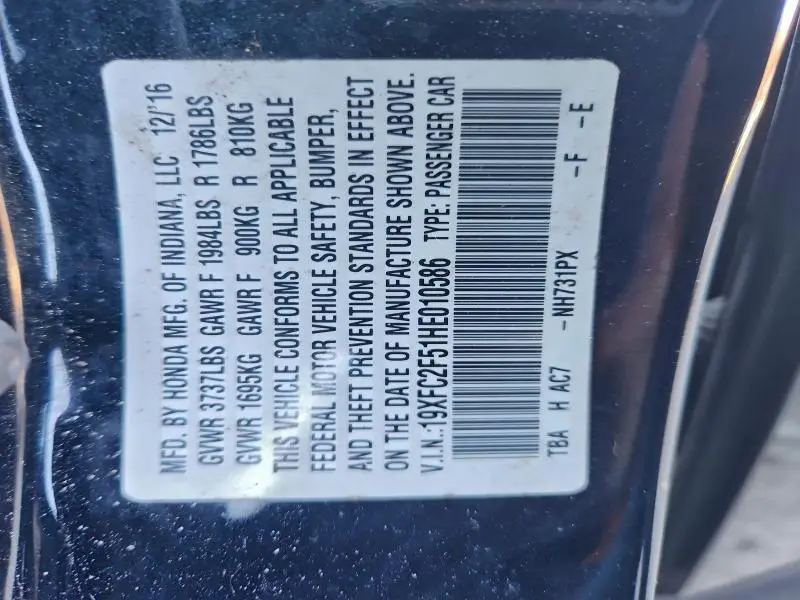 MFD. BY HONDA MFG. OF INDIANA, LLC 12/'16
GVWR 3737LBS GAWR F 1984LBS R 1786LBS
GVWR 1695KG GAWR F 900KG R 810KG
THIS VEHICLE CONFORMS TO ALL APPLICABLE
FEDERAL MOTOR VEHICLE SAFETY, BUMPER,
AND THEFT PREVENTION STANDARDS IN EFFECT
ON THE DATE OF MANUFACTURE SHOWN ABOVE.
V.I.N.:19XFC2F51HE010586 TYPE: PASSENGER CAR
TBA H AC7 -NH731PX -F -E